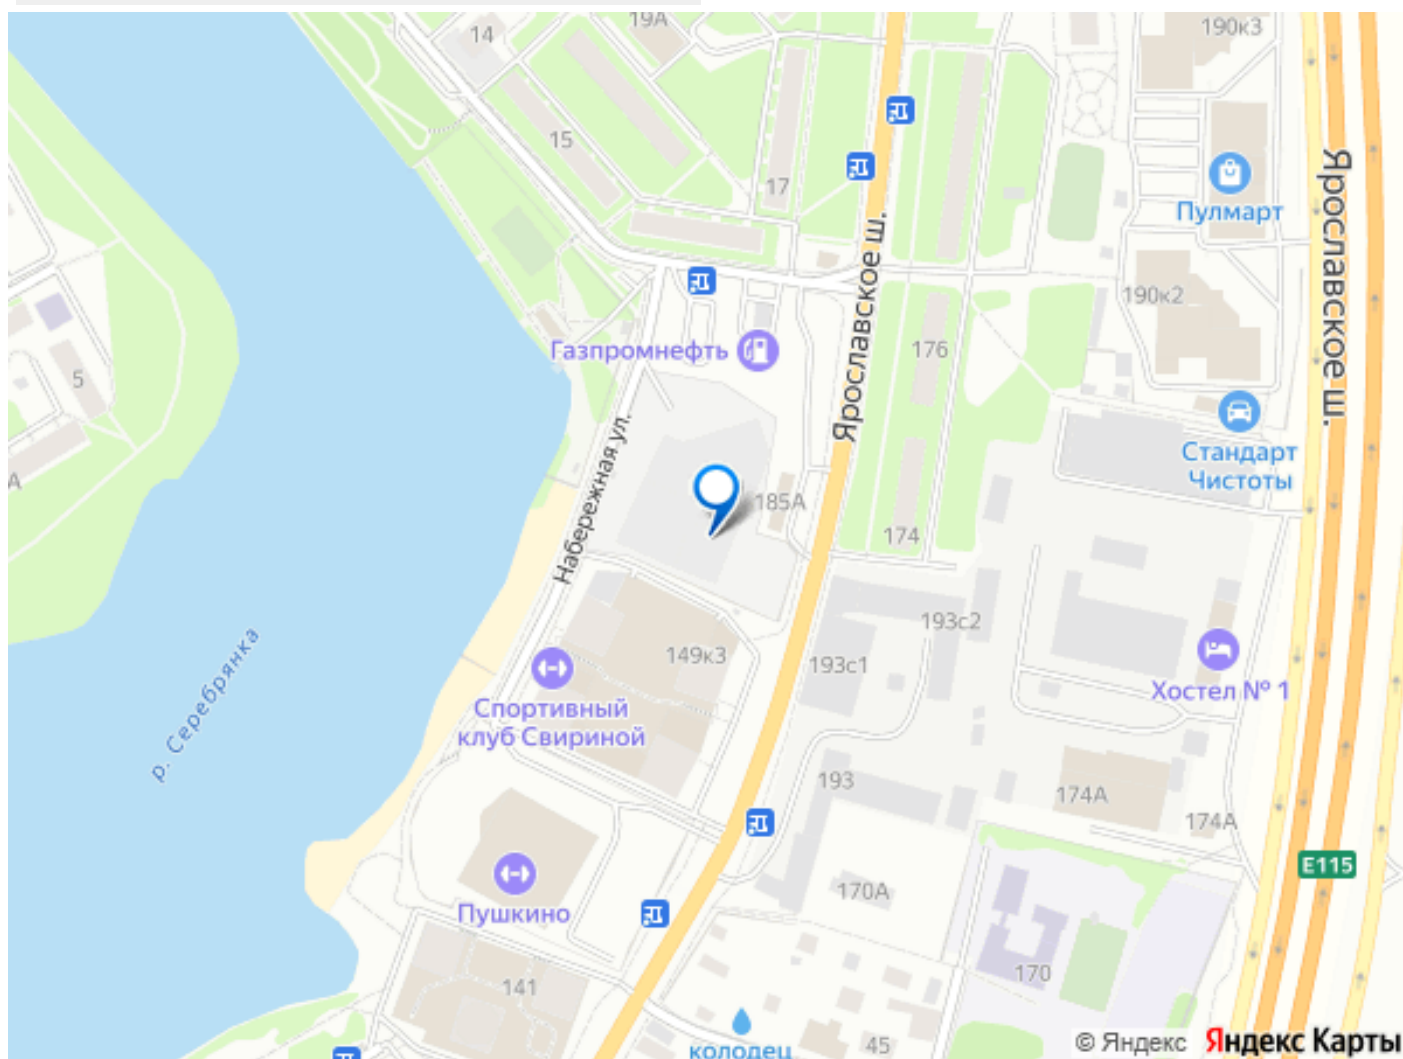 14
19А
190к3
15
17
Ярославское ш.
Пулмарт
190к2
Газпромнефть
176
Ярославское ш.
5
А
Набережная ул.
185А
174
Стандарт
Чистоты
193с2
149к3
193с1
Хостел № 1
Спортивный
клуб Свириной
р. Серебрянка
193
174А
174А
E115
170А
Пушкино
170
141
45
колодец
© Яндекс
Яндекс Карты